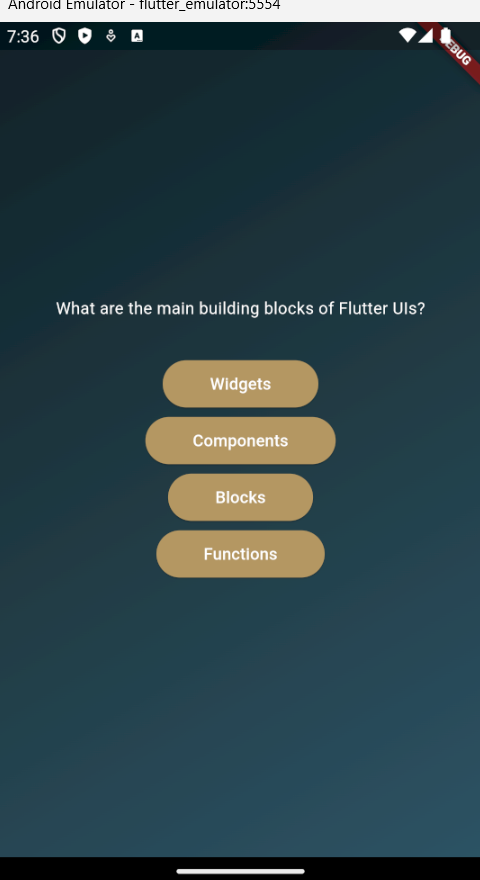 Android Emulator - flutter_emulator:5554
7:36
A
DEBUG
What are the main building blocks of Flutter UIs?
Widgets
Components
Blocks
Functions